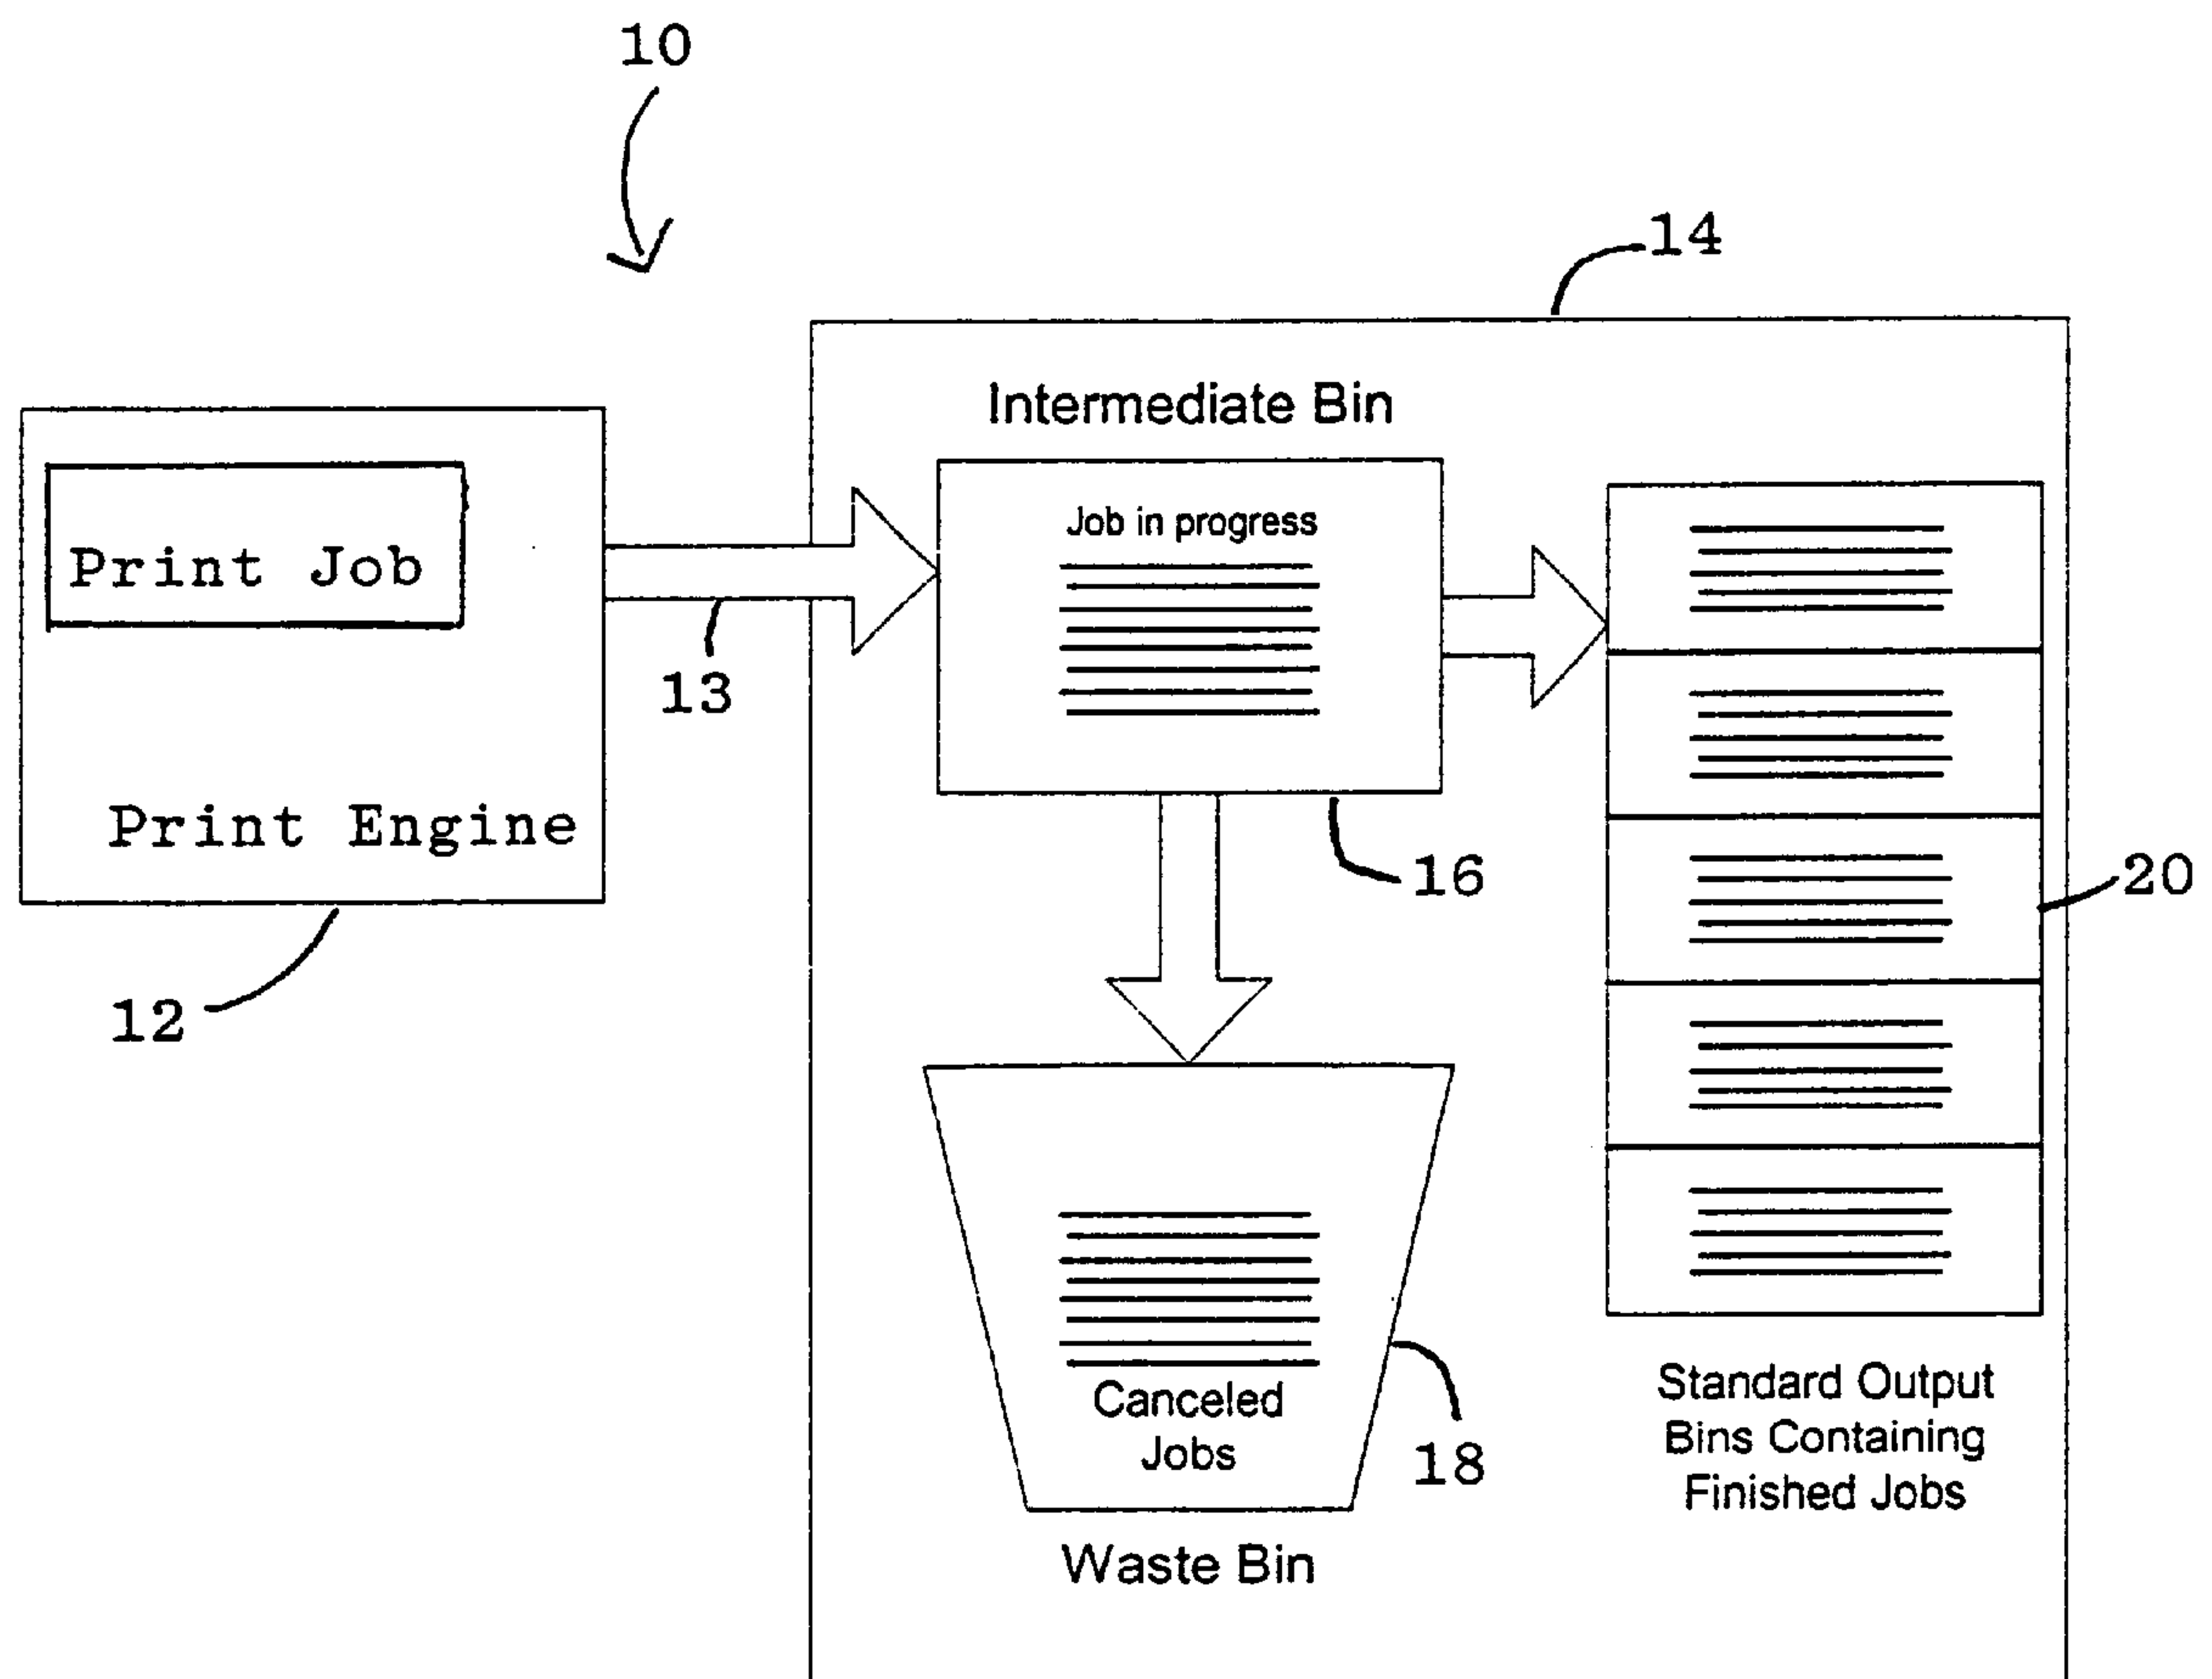 10
14
Intermediate Bin
Job in progress
Print Job
13
Print Engine
16
20
12
Canceled
Jobs
18
Standard Output
Bins Containing
Finished Jobs
Waste Bin